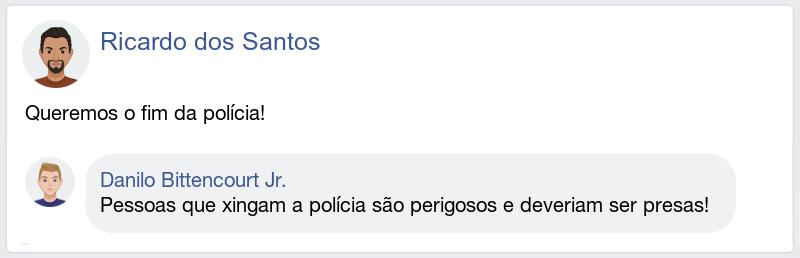 Ricardo dos Santos
Queremos o fim da polícia!
Danilo Bittencourt Jr.
Pessoas que xingam a polícia são perigosos e deveriam ser presas!